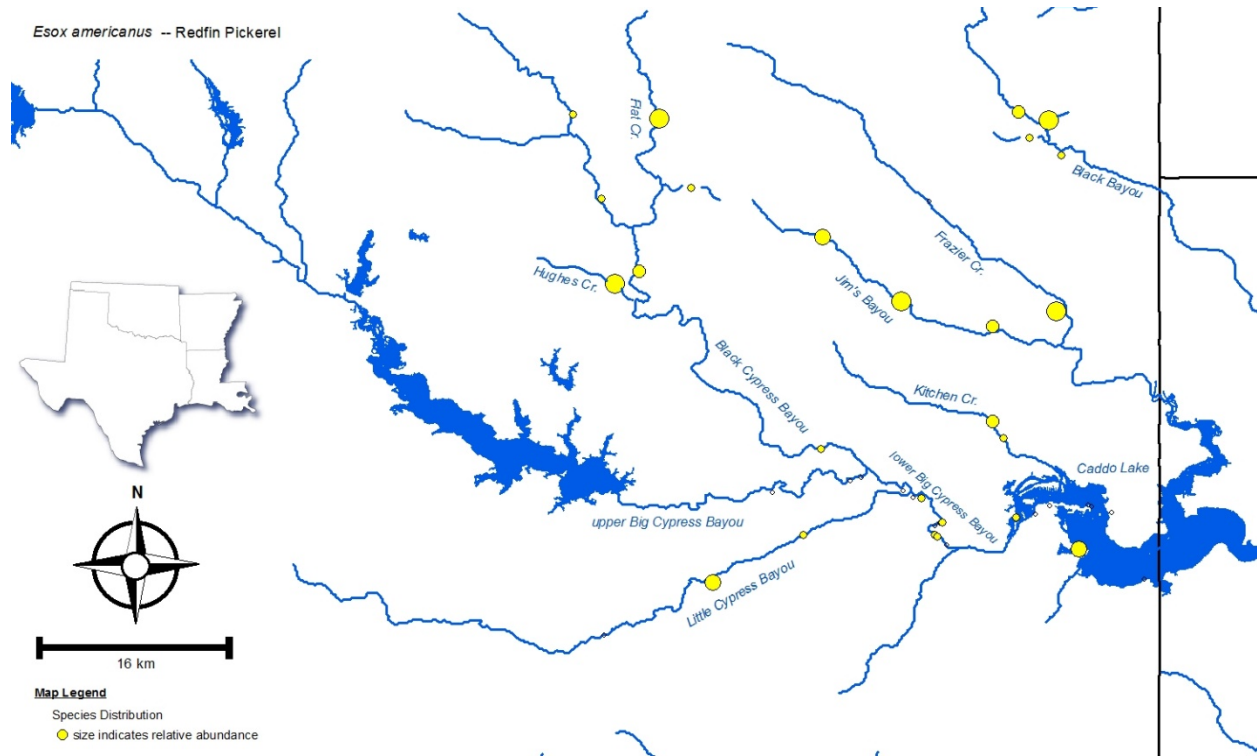 Esox americanus -- Redfin Pickerel
Flat Cr.
Black Bayou
Frazier Cr.
Hughes Cr.
Jim's Bayou
Black Cypress Bayou
Kitchen Cr.
lower Big Cypress Bayou
Caddo Lake
upper Big Cypress Bayou
Little Cypress Bayou
N
16 km
Map Legend
Species Distribution
size indicates relative abundance